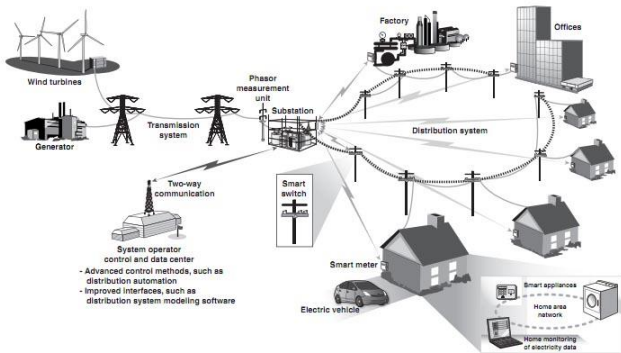 Factory
Offices
Wind turbines
Phasor
measurement
unit
Substation
Transmission
system
Generator
Distribution system
Two-way
communication
Smart
switch
System operator
control and data center
- Advanced control methods, such as
distribution automation
- Improved interfaces, such as
distribution system modeling software
Smart meter
Electric vehicle
Smart appliances
Home area
network
Home monitoring
of electricity data